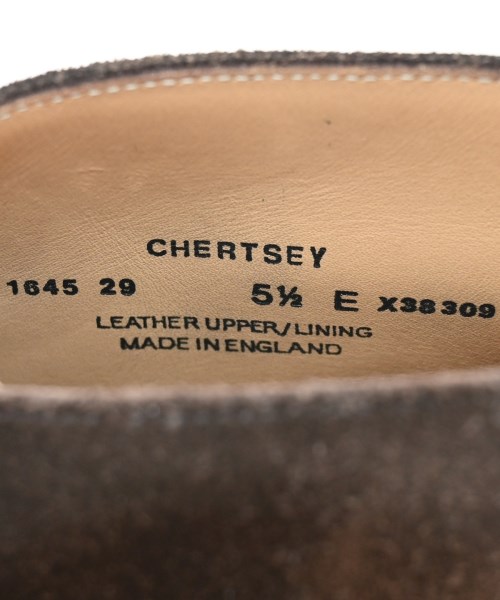 CHERTSEY
1645 29 5½ E X38309
LEATHER UPPER/LINING
MADE IN ENGLAND